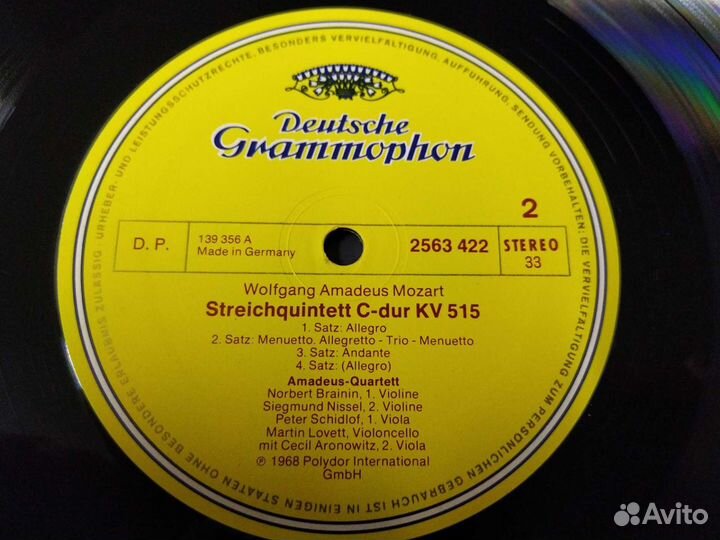 Deutsche
Grammophon
2
D. P.
139 356 A
Made in Germany
2563 422
STEREO
33
Wolfgang Amadeus Mozart
Streichquintett C-dur KV 515
1. Satz: Allegro
2. Satz: Menuetto. Allegretto - Trio - Menuetto
3. Satz: Andante
4. Satz: (Allegro)
Amadeus-Quartett
Norbert Brainin, 1. Violine
Siegmund Nissel, 2. Violine
Peter Schidlof, 1. Viola
Martin Lovett, Violoncello
mit Cecil Aronowitz, 2. Viola
℗ 1968 Polydor International
GmbH
URHEBER- UND LEISTUNGSSCHUTZRECHTE, BESONDERS VERVIELFÄLTIGUNG, AUFFÜHRUNG, SENDUNG VORBEHALTEN; DIE VERVIELFÄLTIGUNG ZUM PERSÖNLICHEN GEBRAUCH IST IN EINIGEN STAATEN OHNE BESONDERE ERLAUBNIS ZULÄSSIG ·
Avito